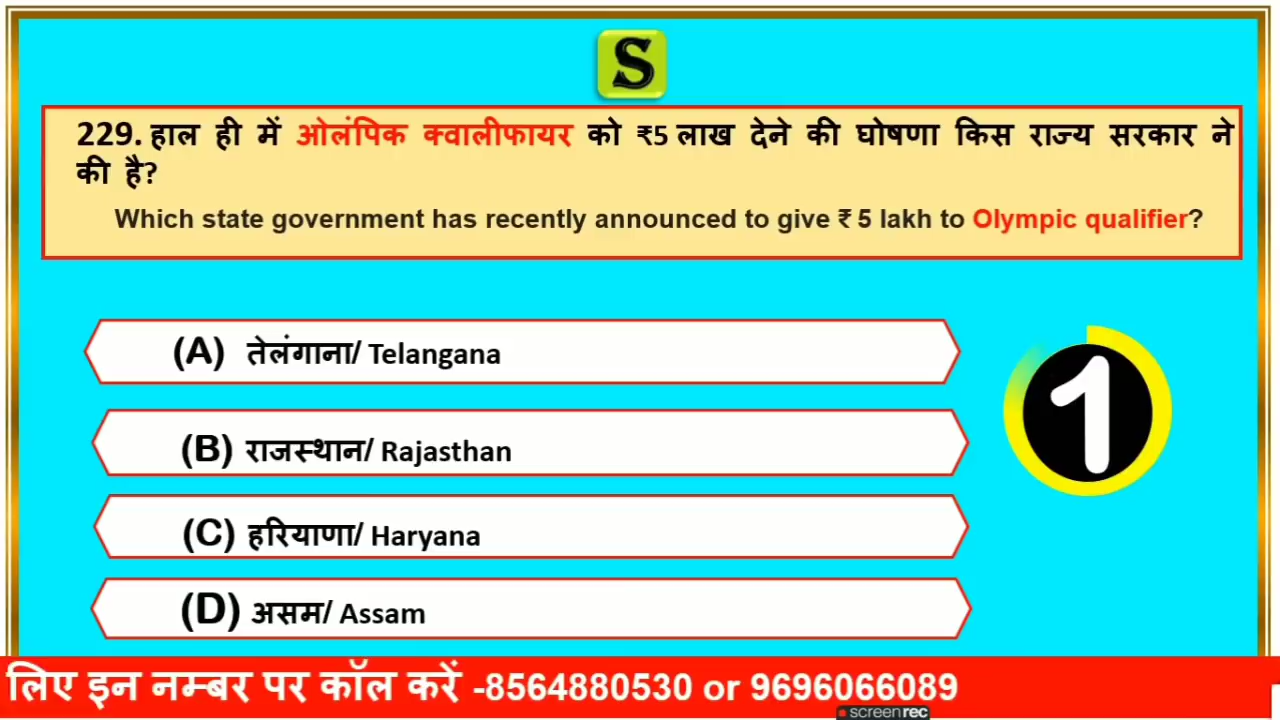 S
229. हाल ही में ओलंपिक क्वालीफायर को ₹5 लाख देने की घोषणा किस राज्य सरकार ने
की है?
Which state government has recently announced to give ₹ 5 lakh to Olympic qualifier?
(A) तेलंगाना/ Telangana
1
(B) राजस्थान/ Rajasthan
(C) हरियाणा/ Haryana
(D) असम/ Assam
लिए इन नम्बर पर कॉल करें -8564880530 or 9696066089
screenrec